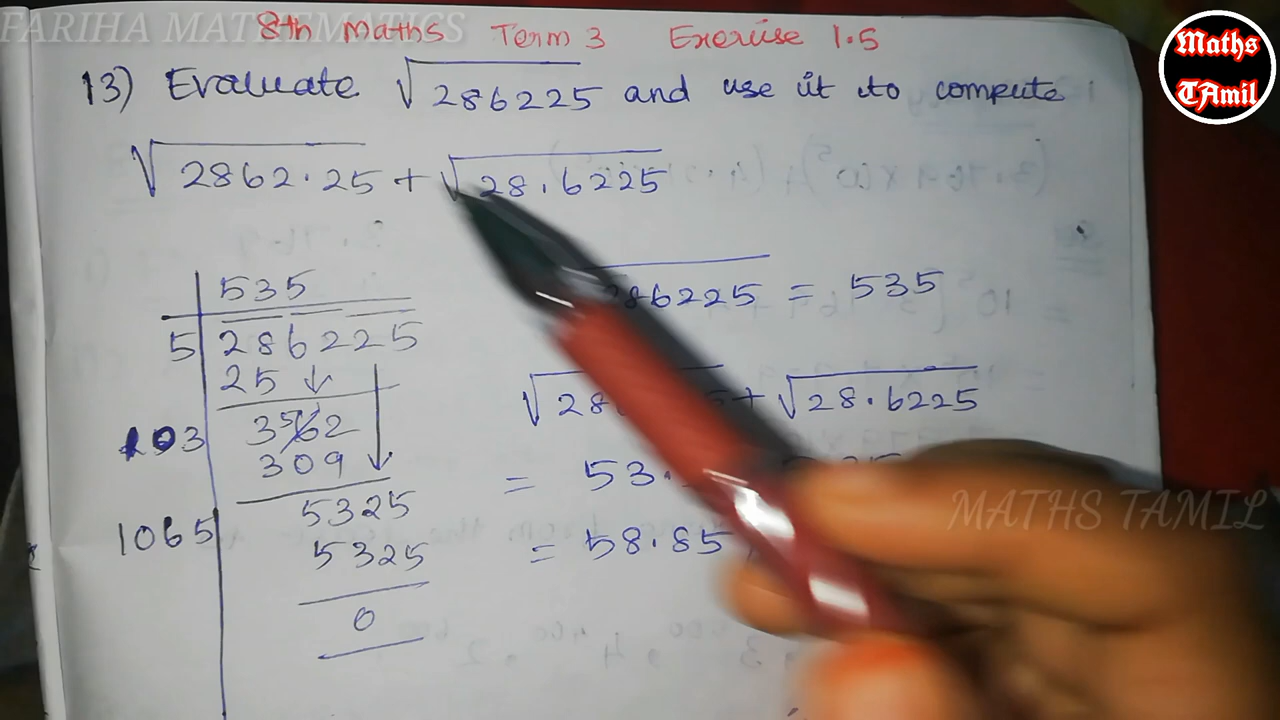 FARIHA MATHEMATICS
8th Maths Term 3 Exercise 1.5
Maths
TAmil
13) Evaluate √286225 and use it to compute
√2862.25 + √28.6225
535
5 286225
25
362
103
309
5325
1065
5325
0
286225 = 535
√28 + √28.6225
= 53.
= 58.85
MATHS TAMIL